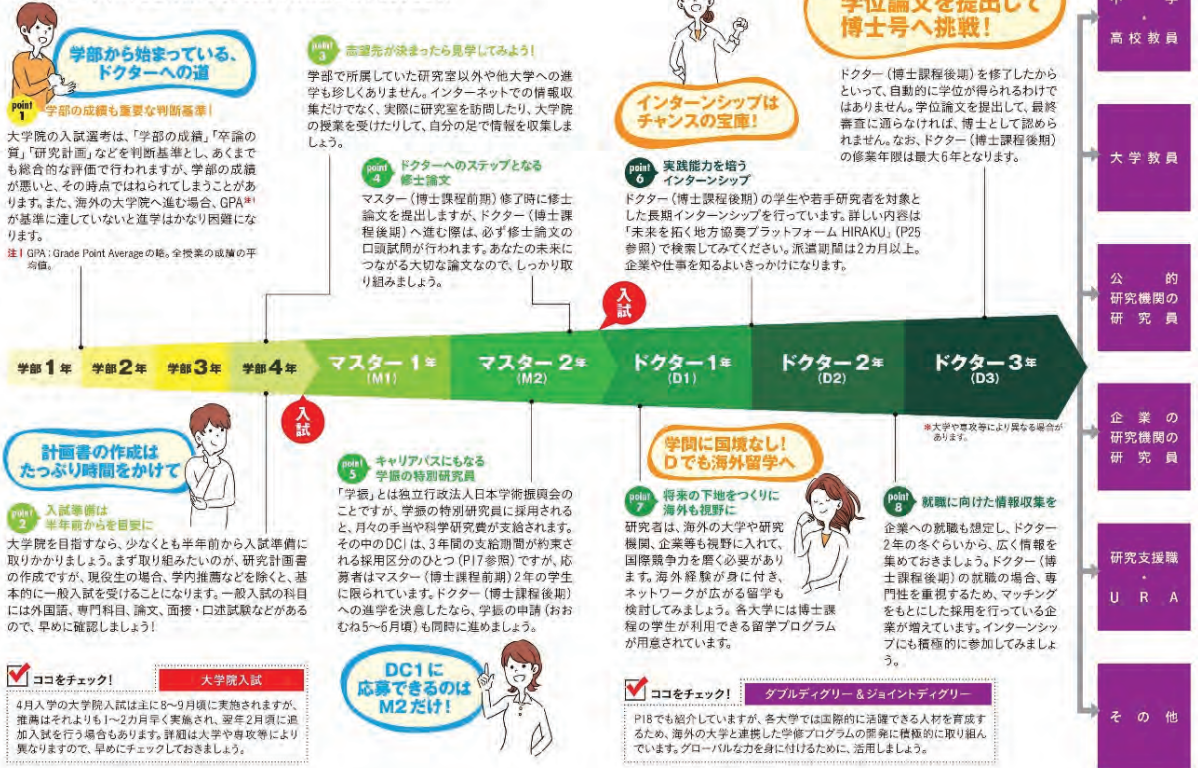 学部から始まっている、
ドクターへの道
point
1
学部の成績も重要な判断基準！
大学院の入試選考は、「学部の成績」「卒論の
質」「研究計画」などを判断基準とし、あくまで
も総合的な評価で行われますが、学部の成績
が悪いと、その時点ではねられてしまうことがあ
ります。また、海外の大学院へ進む場合、GPA※1
が基準に達していないと進学はかなり困難にな
ります。
注1 GPA：Grade Point Averageの略。全授業の成績の平
均値。
point
3
志望先が決まったら見学してみよう！
学部で所属していた研究室以外や他大学への進
学も珍しくありません。インターネットでの情報収
集だけでなく、実際に研究室を訪問したり、大学院
の授業を受けたりして、自分の足で情報を収集しま
しょう。
point
4
ドクターへのステップとなる
修士論文
マスター（博士課程前期）修了時に修士
論文を提出しますが、ドクター（博士課
程後期）へ進む際は、必ず修士論文の
口頭試問が行われます。あなたの未来に
つながる大切な論文なので、しっかり取
り組みましょう。
インターンシップは
チャンスの宝庫！
point
6
実践能力を培う
インターンシップ
ドクター（博士課程後期）の学生や若手研究者を対象と
した長期インターンシップを行っています。詳しい内容は
「未来を拓く地方協奏プラットフォーム HIRAKU」（P25
参照）で検索してみてください。派遣期間は2カ月以上。
企業や仕事を知るよいきっかけになります。
学位論文を提出して
博士号へ挑戦！
ドクター（博士課程後期）を修了したから
といって、自動的に学位が得られるわけで
はありません。学位論文を提出して、最終
審査に通らなければ、博士として認めら
れません。なお、ドクター（博士課程後期）
の修業年限は最大6年となります。
入試
学部1年
学部2年
学部3年
学部4年
マスター 1年
(M1)
マスター 2年
(M2)
ドクター1年
(D1)
ドクター 2年
(D2)
ドクター 3年
(D3)
入試
※大学や専攻等により異なる場合が
あります。
計画書の作成は
たっぷり時間をかけて
point
2
入試準備は
半年前からを目安に
大学院を目指すなら、少なくとも半年前から入試準備に
取りかかりましょう。まず取り組みたいのが、研究計画書
の作成ですが、現役生の場合、学内推薦などを除くと、基
本的に一般入試を受けることになります。一般入試の科目
には外国語、専門科目、論文、面接・口述試験などがある
ので、早めに確認しましょう！
ココをチェック！
大学院入試
4月入学の大学院入試は主に8〜9月頃に実施されますが、
推薦はそれよりも1〜2カ月早く実施され、翌年2月頃に追
加入試を行う場合もあります。詳細は大学や専攻等により
異なりますので、早めにチェックしておきましょう。
point
5
キャリアパスにもなる
学振の特別研究員
「学振」とは独立行政法人日本学術振興会の
ことですが、学振の特別研究員に採用される
と、月々の手当や科学研究費が支給されます。
その中のDC1は、3年間の支給期間が約束さ
れる採用区分のひとつ（P17参照）ですが、応
募者はマスター（博士課程前期）2年の学生
に限られています。ドクター（博士課程後期）
への進学を決意したなら、学振の申請（おお
むね5〜6月頃）も同時に進めましょう。
DC1に
応募できるのは
M2だけ！
学問に国境なし！
Dでも海外留学へ
point
7
将来の下地をつくりに
海外も視野に
研究者は、海外の大学や研究
機関、企業等も視野に入れて、
国際競争力を磨く必要があり
ます。海外経験が身に付き、
ネットワークが広がる留学も
検討してみましょう。各大学には博士課
程の学生が利用できる留学プログラム
が用意されています。
point
8
就職に向けた情報収集を
企業への就職も想定し、ドクター
2年の冬ぐらいから、広く情報を
集めておきましょう。ドクター（博
士課程後期）の就職の場合、専
門性を重視するため、マッチング
をもとにした採用を行っている企
業が増えています。インターンシッ
プにも積極的に参加してみましょ
う。
ココをチェック！
ダブルディグリー＆ジョイントディグリー
P18でも紹介していますが、各大学では国際的に活躍できる人材を育成す
るため、海外の大学と連携した学修プログラムの開発に積極的に取り組ん
でいます。グローバルな力を身に付けるために、活用しましょう。
・
高校教員
大学教員
公的
研究機関の
研究員
企業の
研究機関の
研究員
研究支援職
・
URA
その他